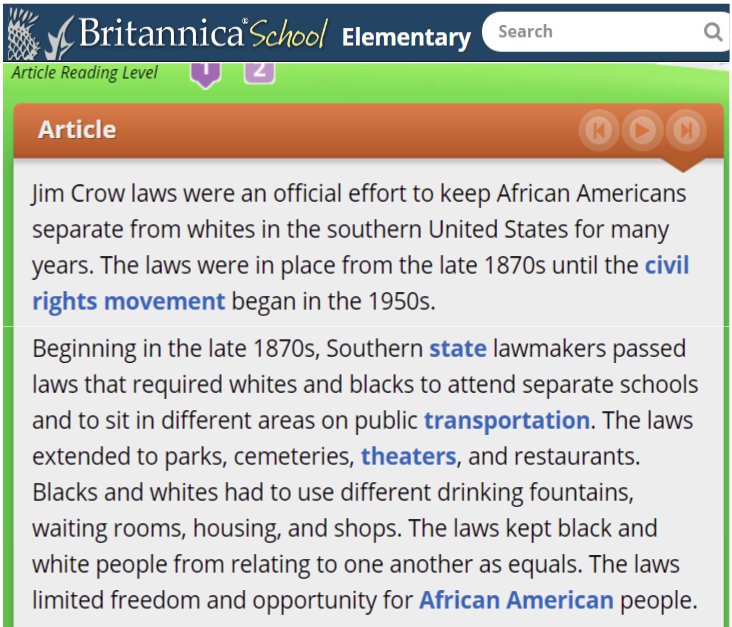 Britannica® School Elementary Search
Article Reading Level 1 2
Article
Jim Crow laws were an official effort to keep African Americans
separate from whites in the southern United States for many
years. The laws were in place from the late 1870s until the civil
rights movement began in the 1950s.
Beginning in the late 1870s, Southern state lawmakers passed
laws that required whites and blacks to attend separate schools
and to sit in different areas on public transportation. The laws
extended to parks, cemeteries, theaters, and restaurants.
Blacks and whites had to use different drinking fountains,
waiting rooms, housing, and shops. The laws kept black and
white people from relating to one another as equals. The laws
limited freedom and opportunity for African American people.